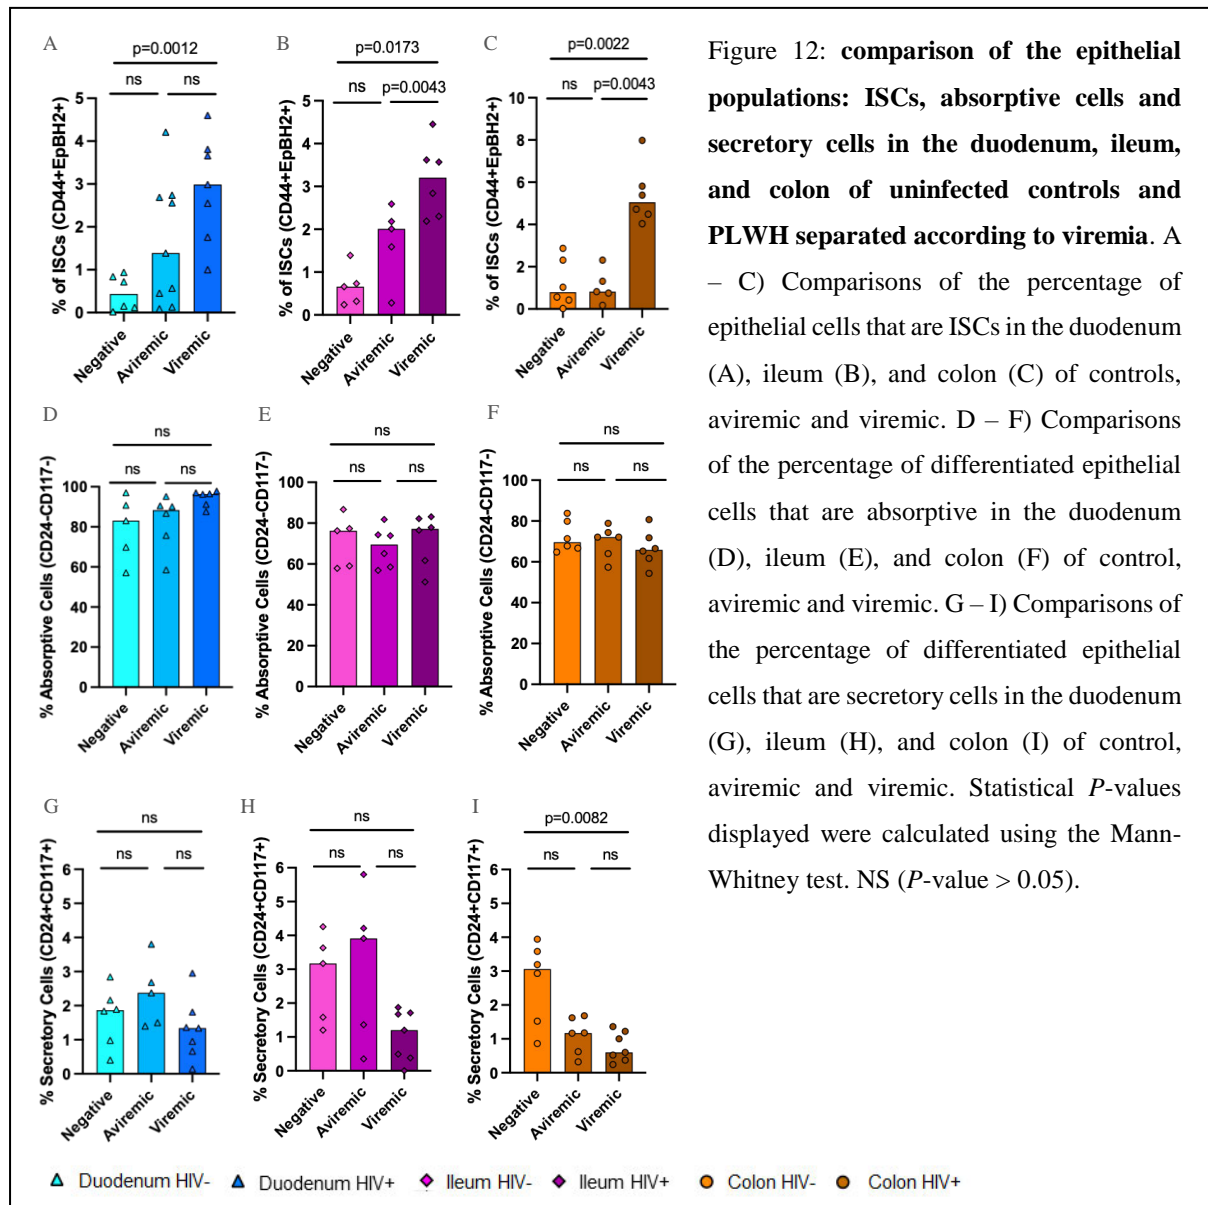 A
p=0.0012
ns
ns
% of ISCs (CD44+EpBH2+)
5
4
3
2
1
0
Negative
Aviremic
Viremic
B
p=0.0173
ns
p=0.0043
% of ISCs (CD44+EpBH2+)
5
4
3
2
1
0
Negative
Aviremic
Viremic
C
p=0.0022
ns
p=0.0043
% of ISCs (CD44+EpBH2+)
10
8
6
4
2
0
Negative
Aviremic
Viremic
D
ns
ns
ns
% Absorptive Cells (CD24-CD117-)
100
80
60
40
20
0
Negative
Aviremic
Viremic
E
ns
ns
ns
% Absorptive Cells (CD24-CD117-)
100
80
60
40
20
0
Negative
Aviremic
Viremic
F
ns
ns
ns
% Absorptive Cells (CD24-CD117-)
100
80
60
40
20
0
Negative
Aviremic
Viremic
G
ns
ns
ns
% Secretory Cells (CD24+CD117+)
6
5
4
3
2
1
0
Negative
Aviremic
Viremic
H
ns
ns
ns
% Secretory Cells (CD24+CD117+)
6
5
4
3
2
1
0
Negative
Aviremic
Viremic
I
p=0.0082
ns
ns
% Secretory Cells (CD24+CD117+)
6
5
4
3
2
1
0
Negative
Aviremic
Viremic
Duodenum HIV- Duodenum HIV+ Ileum HIV- Ileum HIV+ Colon HIV- Colon HIV+
Figure 12: comparison of the epithelial
populations: ISCs, absorptive cells and
secretory cells in the duodenum, ileum,
and colon of uninfected controls and
PLWH separated according to viremia. A
– C) Comparisons of the percentage of
epithelial cells that are ISCs in the duodenum
(A), ileum (B), and colon (C) of controls,
aviremic and viremic. D – F) Comparisons
of the percentage of differentiated epithelial
cells that are absorptive in the duodenum
(D), ileum (E), and colon (F) of control,
aviremic and viremic. G – I) Comparisons of
the percentage of differentiated epithelial
cells that are secretory cells in the duodenum
(G), ileum (H), and colon (I) of control,
aviremic and viremic. Statistical P-values
displayed were calculated using the Mann-
Whitney test. NS (P-value > 0.05).